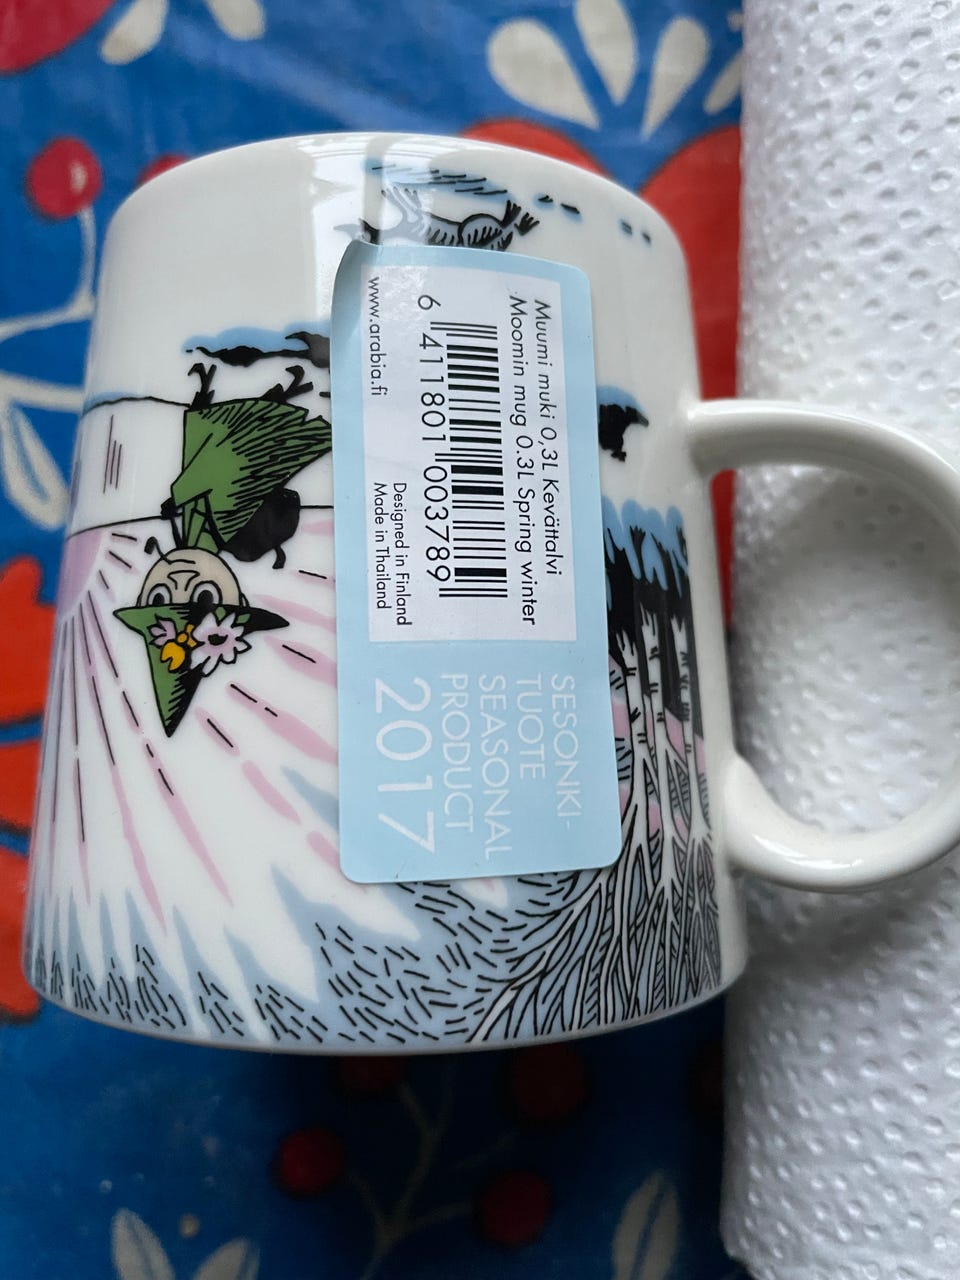 Muumi muki 0,3L Kevättalvi
Moomin mug 0.3L Spring winter
6 411801 003789
Designed in Finland
Made in Thailand
www.arabia.fi
SESONKI-
TUOTE
SEASONAL
PRODUCT
2017